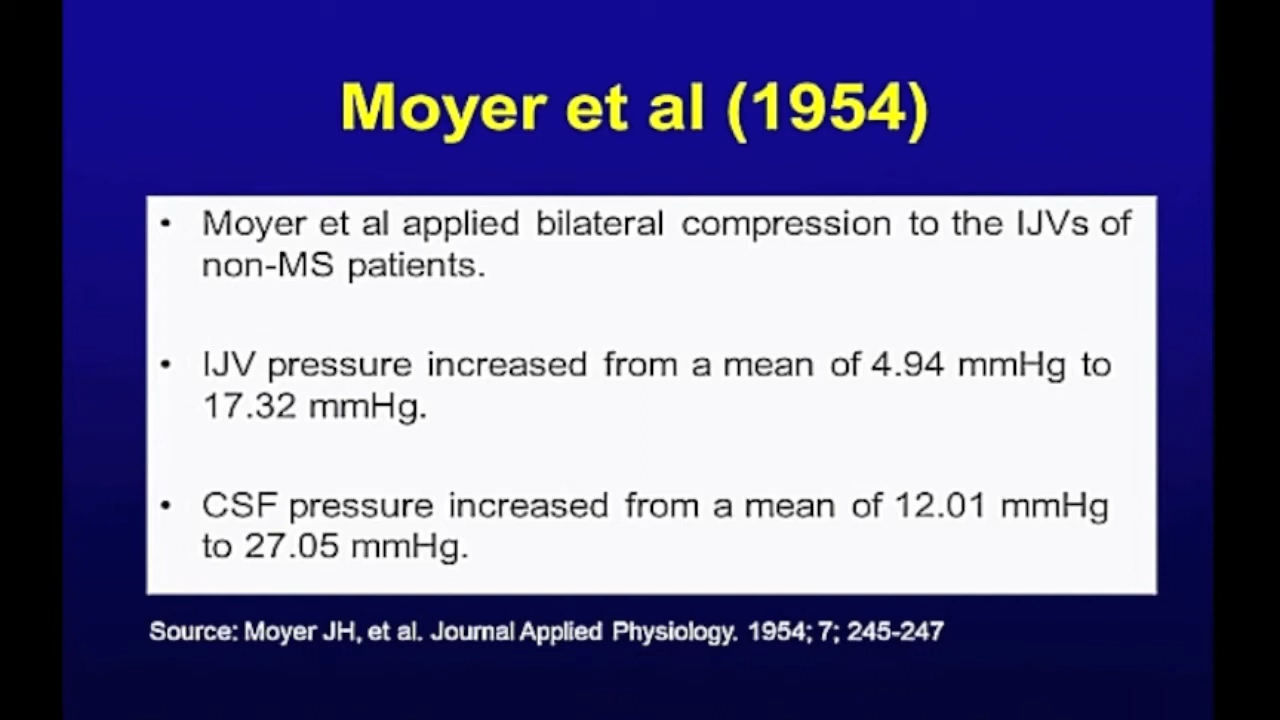 Moyer et al (1954)
• Moyer et al applied bilateral compression to the IJVs of
non-MS patients.
• IJV pressure increased from a mean of 4.94 mmHg to
17.32 mmHg.
• CSF pressure increased from a mean of 12.01 mmHg
to 27.05 mmHg.
Source: Moyer JH, et al. Journal Applied Physiology. 1954; 7; 245-247